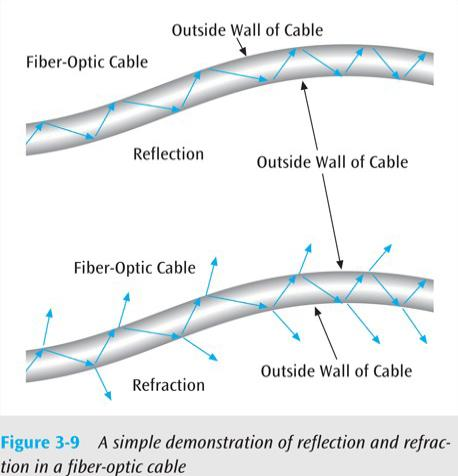 Outside Wall of Cable
Fiber-Optic Cable
Reflection
Outside Wall of Cable
Fiber-Optic Cable
Outside Wall of Cable
Refraction
Figure 3-9 A simple demonstration of reflection and refrac-
tion in a fiber-optic cable